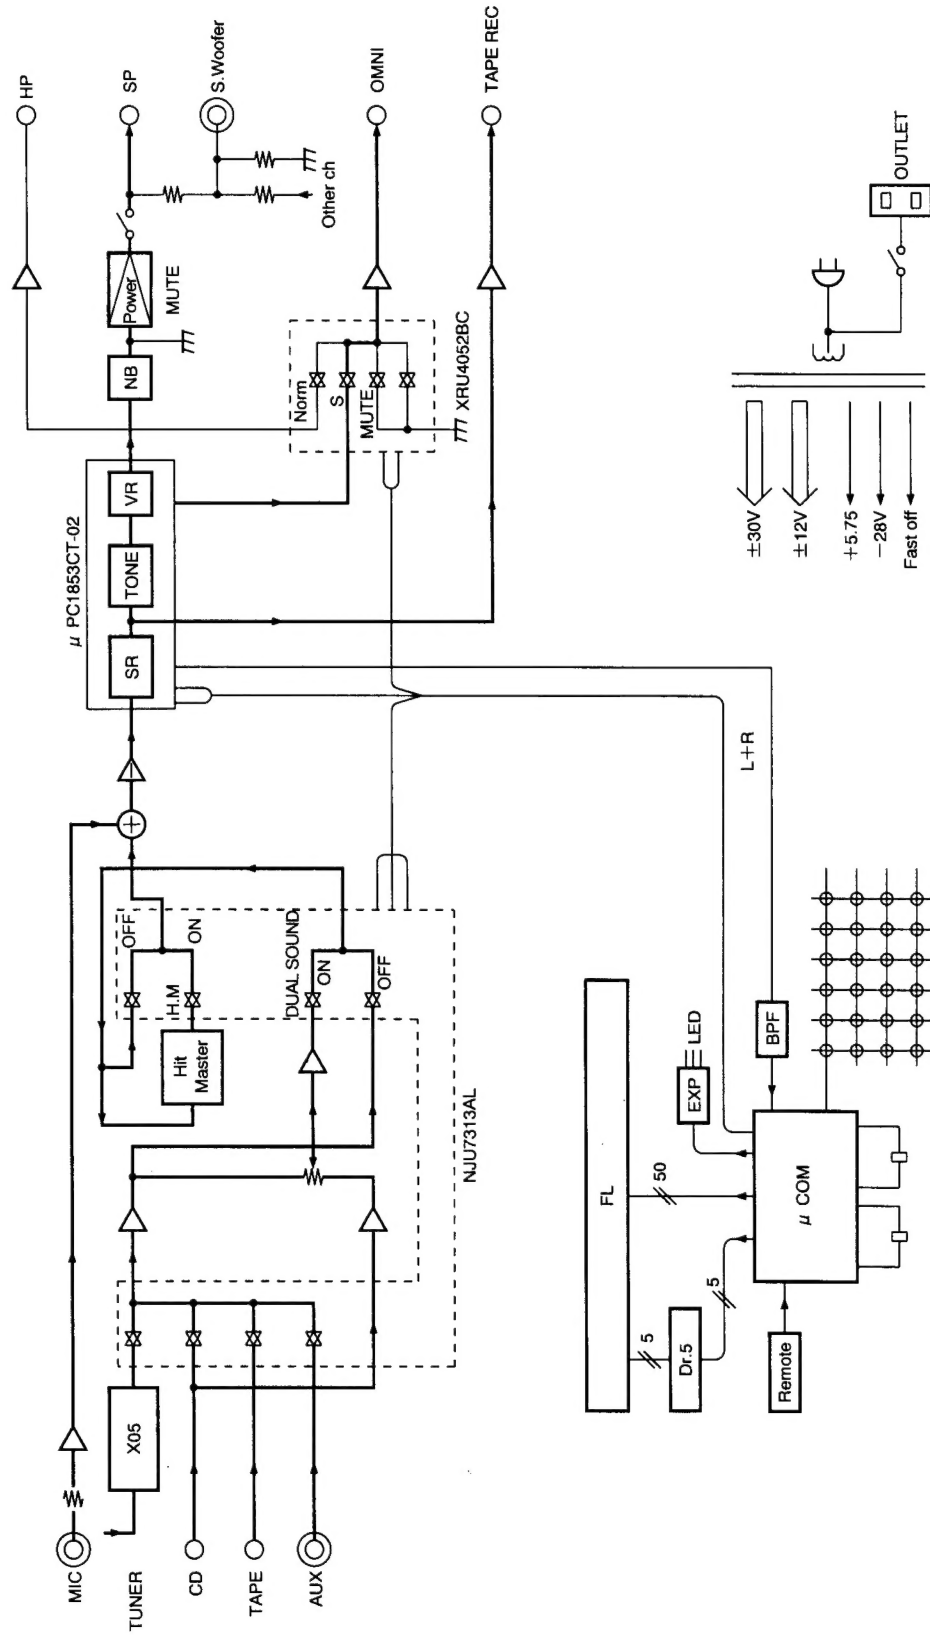 MIC
TUNER
CD
TAPE
AUX
X05
Hit
Master
OFF
H.M
ON
DUAL SOUND
ON
OFF
NJU7313AL
μ PC1853CT-02
SR
TONE
VR
NB
Power
MUTE
HP
SP
S.Woofer
Other ch
Norm
S
MUTE
XRU4052BC
OMNI
TAPE REC
L+R
FL
5
50
Dr.5
5
EXP
LED
BPF
Remote
μ COM
±30V
±12V
+5.75
−28V
Fast off
OUTLET